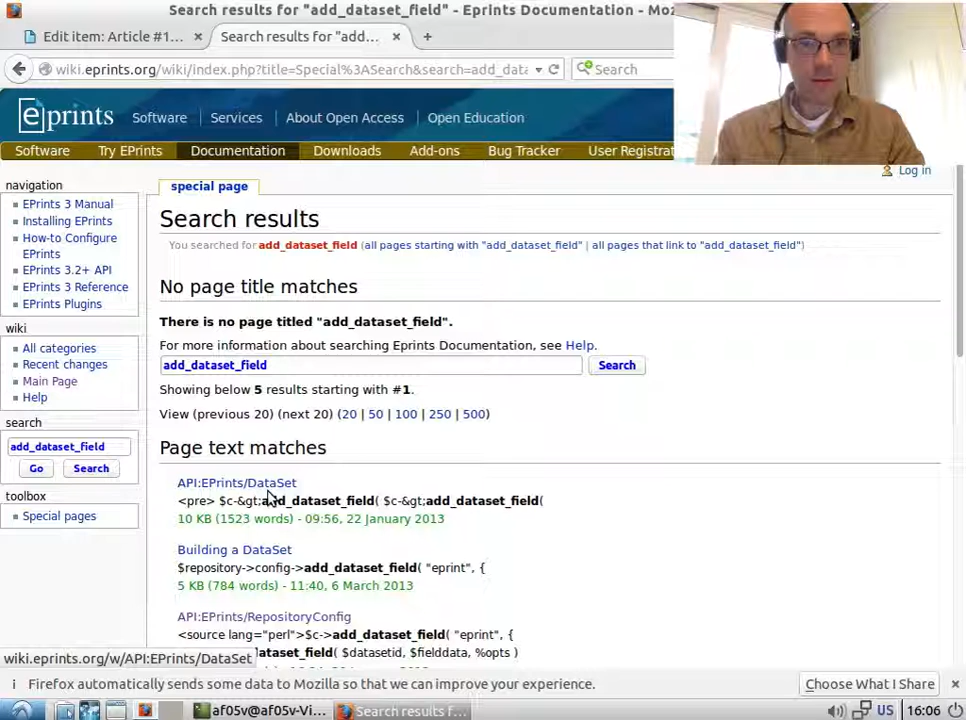 Search results for "add_dataset_field" - Eprints Documentation - Moz
Edit item: Article #1... × Search results for "add... × +
wiki.eprints.org/wiki/index.php?title=Special%3ASearch&search=add_data Search
eprints Software Services About Open Access Open Education
Software Try EPrints Documentation Downloads Add-ons Bug Tracker User Registrat
Log in
navigation
EPrints 3 Manual
Installing EPrints
How-to Configure
EPrints
EPrints 3.2+ API
EPrints 3 Reference
EPrints Plugins
wiki
All categories
Recent changes
Main Page
Help
search
add_dataset_field
Go Search
toolbox
Special pages
special page
Search results
You searched for add_dataset_field (all pages starting with "add_dataset_field" | all pages that link to "add_dataset_field")
No page title matches
There is no page titled "add_dataset_field".
For more information about searching Eprints Documentation, see Help.
add_dataset_field Search
Showing below 5 results starting with #1.
View (previous 20) (next 20) (20 | 50 | 100 | 250 | 500)
Page text matches
API:EPrints/DataSet
<pre> $c-&gt;add_dataset_field( $c-&gt;add_dataset_field(
10 KB (1523 words) - 09:56, 22 January 2013
Building a DataSet
$repository->config->add_dataset_field( "eprint", {
5 KB (784 words) - 11:40, 6 March 2013
API:EPrints/RepositoryConfig
<source lang="perl">$c->add_dataset_field( "eprint", {
ataset_field( $datasetid, $fielddata, %opts )
wiki.eprints.org/w/API:EPrints/DataSet
i Firefox automatically sends some data to Mozilla so that we can improve your experience. Choose What I Share ×
af05v@af05v-Vi... Search results f... US 16:06